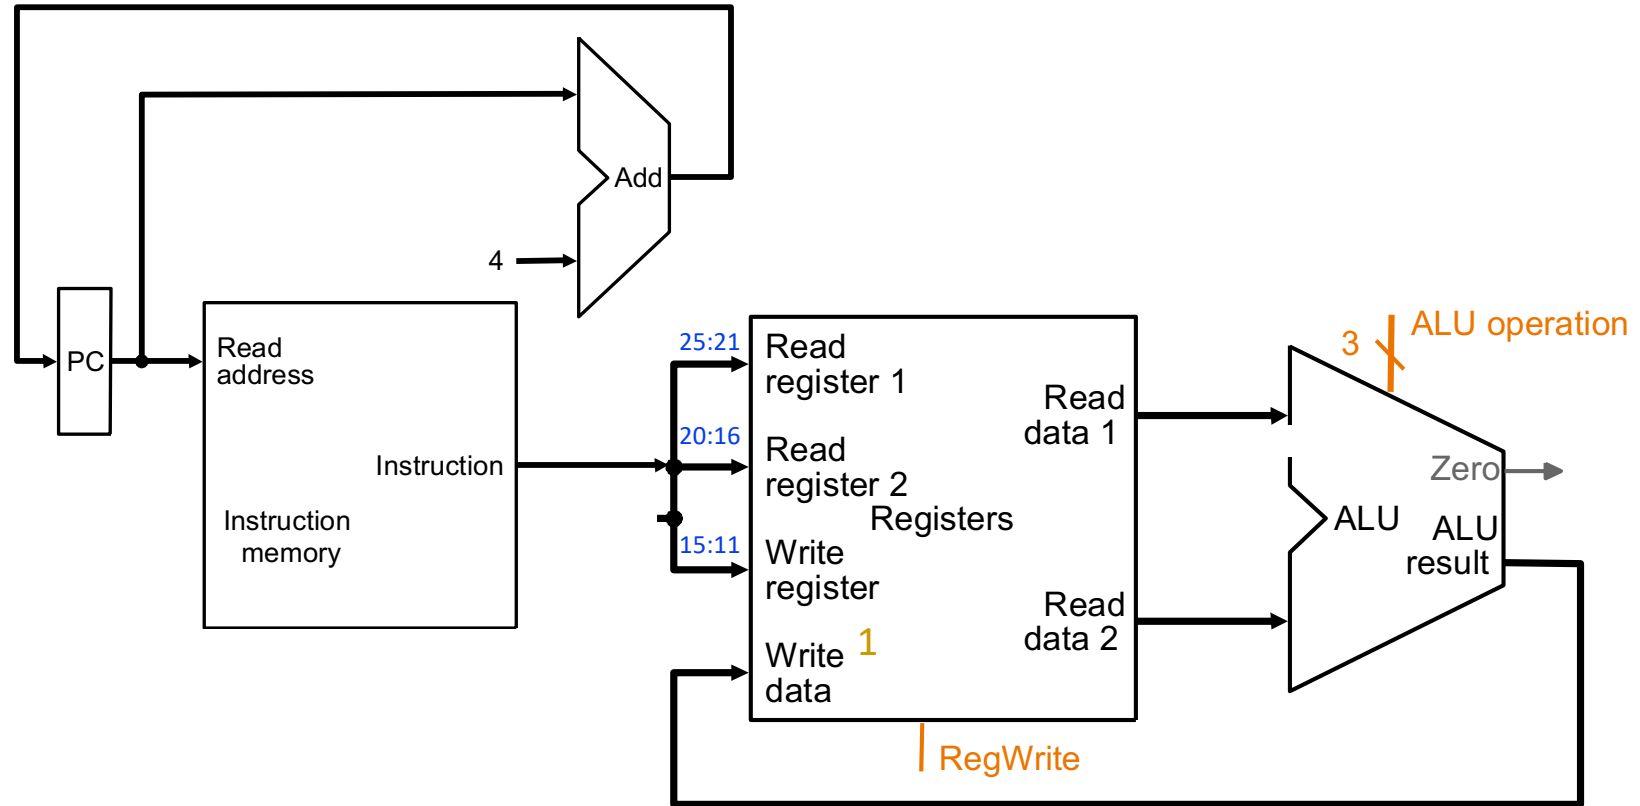 Add
4
PC
Read
address
Instruction
Instruction
memory
25:21
20:16
15:11
Read
register 1
Read
register 2
Registers
Write
register
Write 1
data
Read
data 1
Read
data 2
RegWrite
3
ALU operation
Zero
ALU
ALU
result